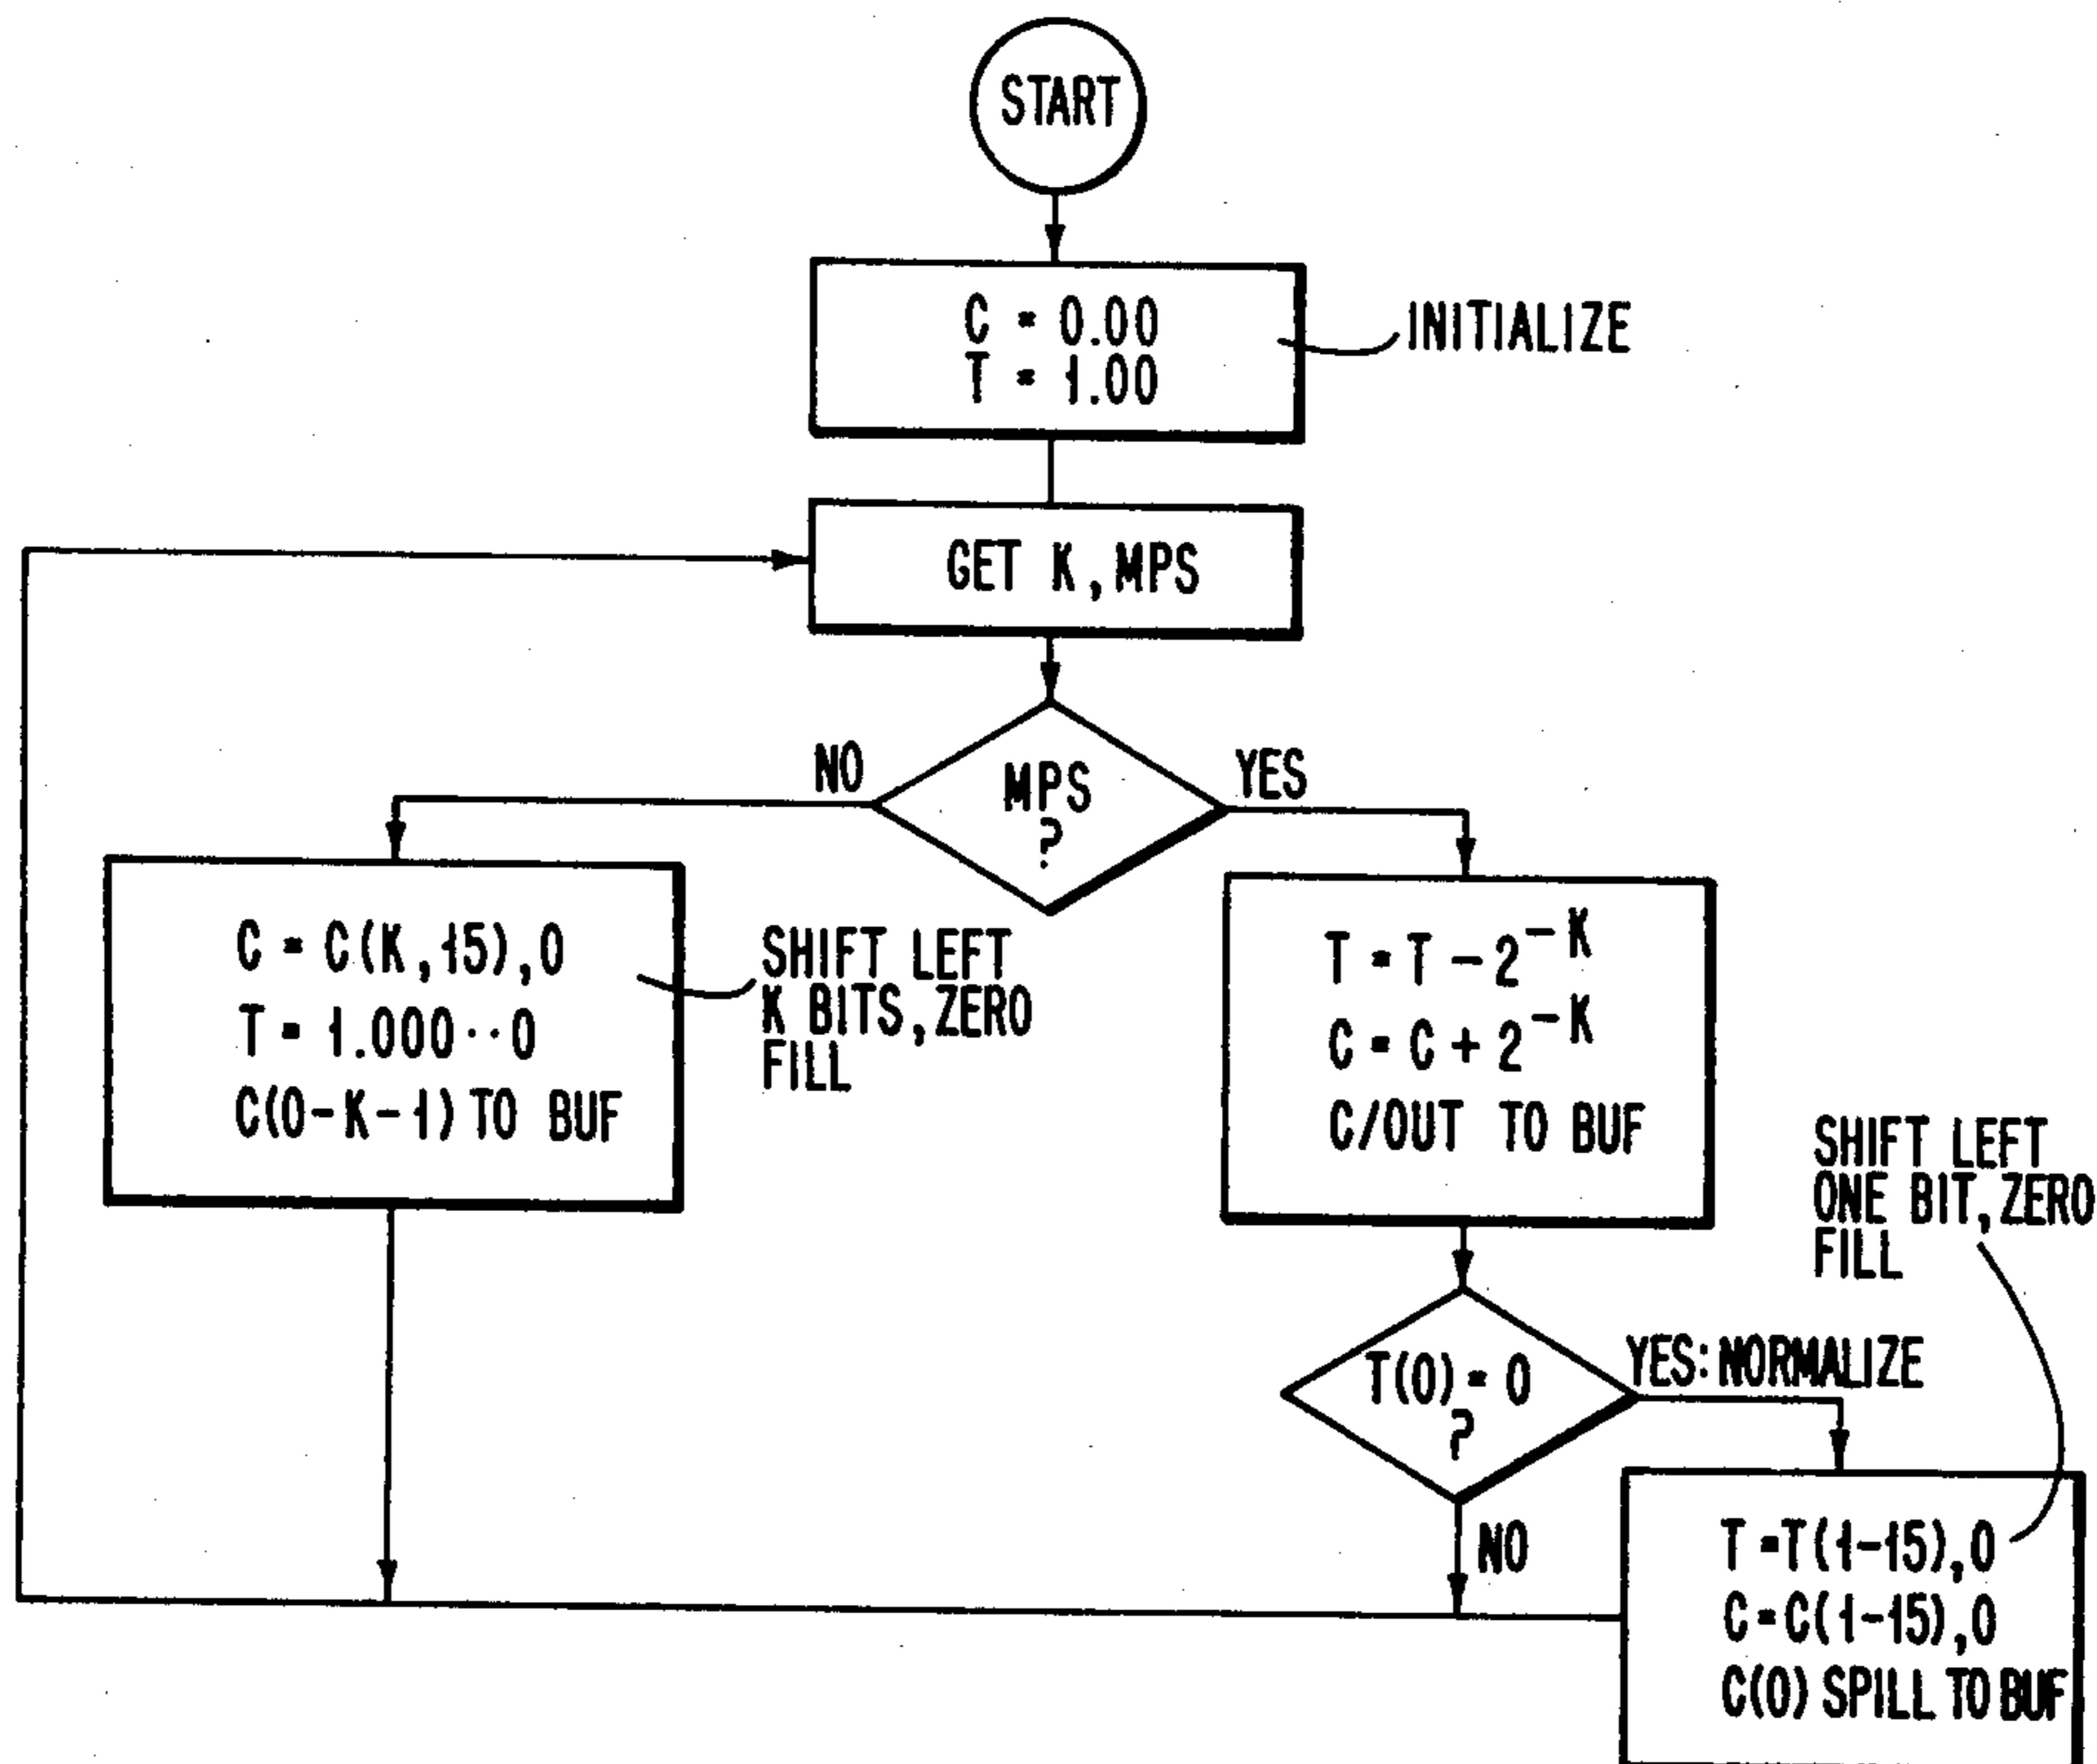 START
C = 0.00
T = 1.00
INITIALIZE
GET K, MPS
NO
MPS
?
YES
C = C(K,15),0
T = 1.000··0
C(0-K-1) TO BUF
SHIFT LEFT
K BITS, ZERO
FILL
T = T - 2^-K
C = C + 2^-K
C/OUT TO BUF
SHIFT LEFT
ONE BIT, ZERO
FILL
T(0) = 0
?
YES: NORMALIZE
NO
T = T(1-15),0
C = C(1-15),0
C(0) SPILL TO BUF